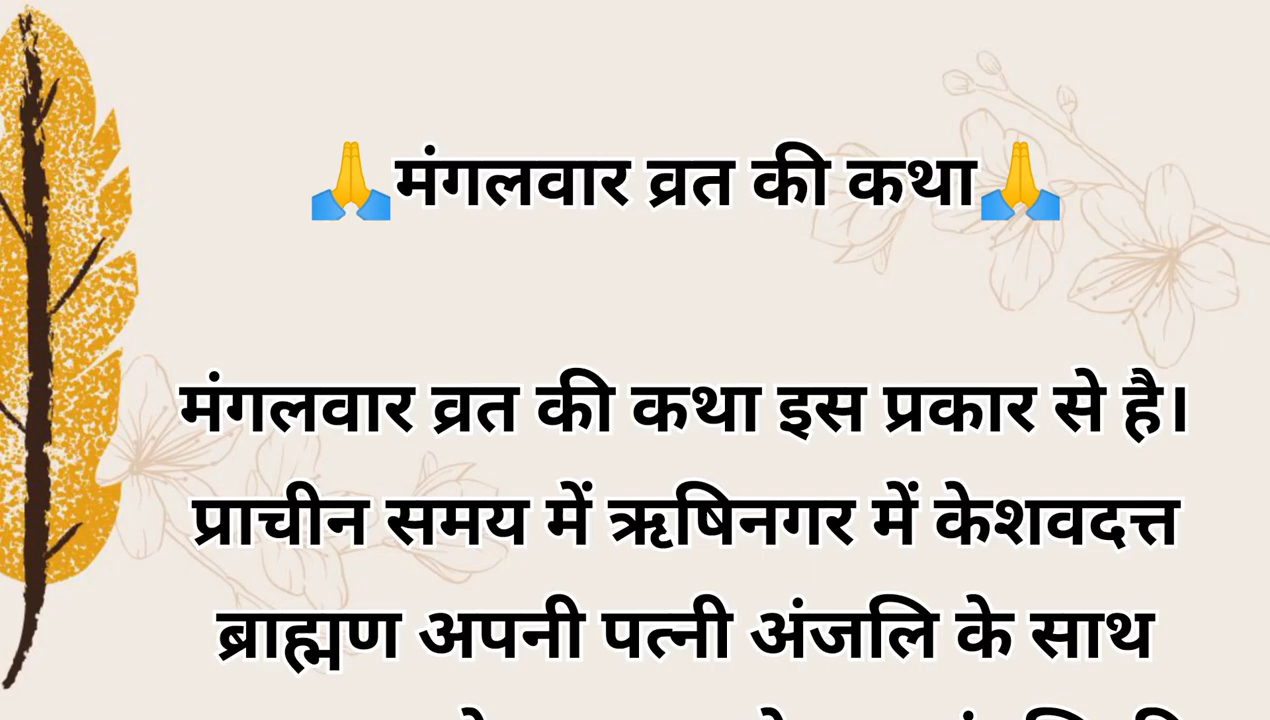 🙏मंगलवार व्रत की कथा🙏
मंगलवार व्रत की कथा इस प्रकार से है।
प्राचीन समय में ऋषिनगर में केशवदत्त
ब्राह्मण अपनी पत्नी अंजलि के साथ